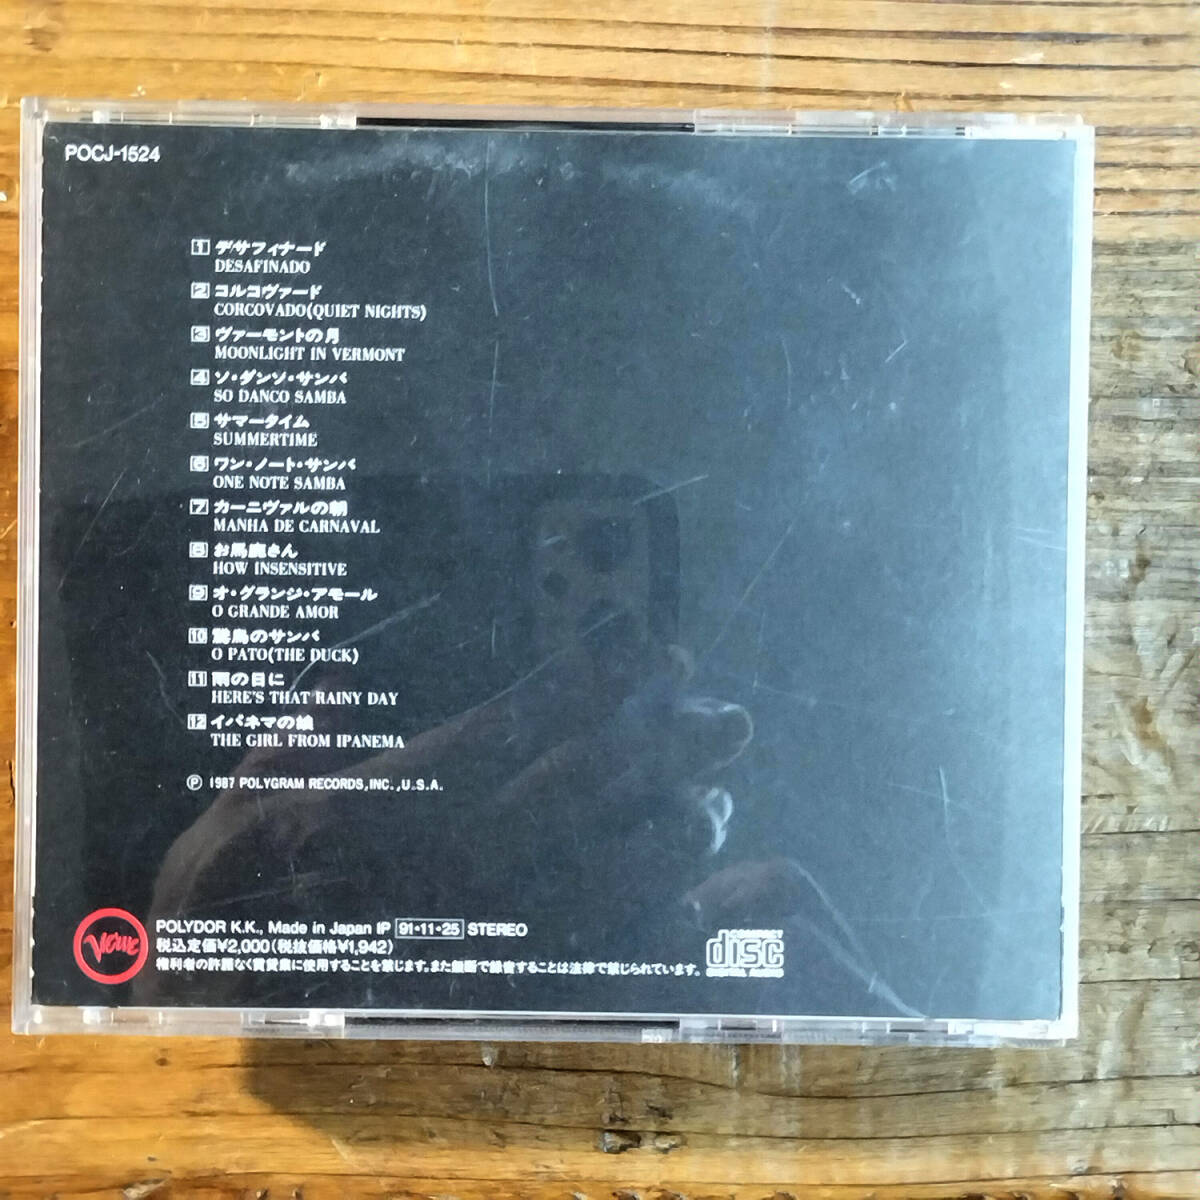 POCJ-1524
1 デサフィナード
DESAFINADO
2 コルコヴァード
CORCOVADO(QUIET NIGHTS)
3 ヴァーモントの月
MOONLIGHT IN VERMONT
4 ソ・ダンソ・サンバ
SO DANCO SAMBA
5 サマータイム
SUMMERTIME
6 ワン・ノート・サンバ
ONE NOTE SAMBA
7 カーニヴァルの朝
MANHA DE CARNAVAL
8 お馬鹿さん
HOW INSENSITIVE
9 オ・グランジ・アモール
O GRANDE AMOR
10 鵞鳥のサンバ
O PATO(THE DUCK)
11 雨の日に
HERE'S THAT RAINY DAY
12 イパネマの娘
THE GIRL FROM IPANEMA
Ⓟ 1987 POLYGRAM RECORDS,INC.,U.S.A.
Verve
POLYDOR K.K., Made in Japan IP 91・11・25 STEREO
税込定価¥2,000(税抜価格¥1,942)
権利者の許諾なく賃貸業に使用することを禁じます。また無断で録音することは法律で禁じられています。
COMPACT
disc
DIGITAL AUDIO